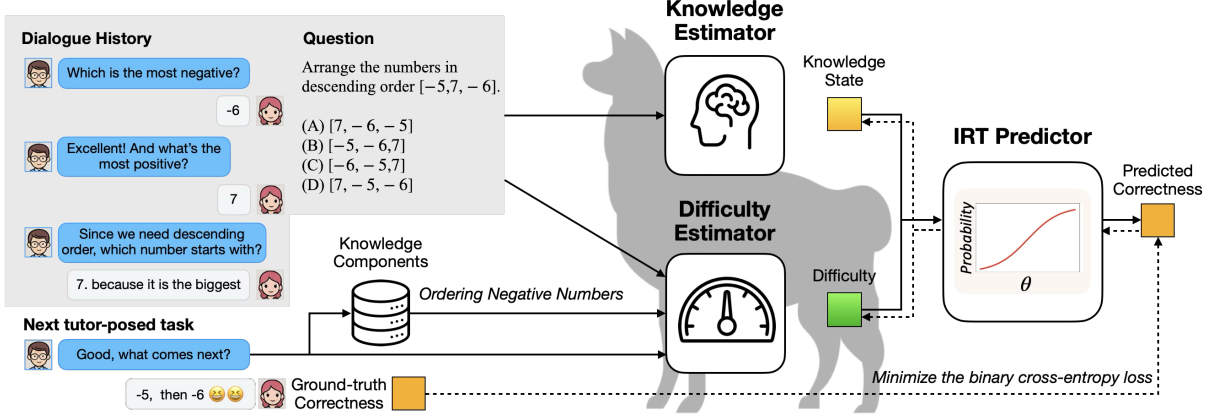 Dialogue History
Which is the most negative?
-6
Excellent! And what's the
most positive?
7
Since we need descending
order, which number starts with?
7. because it is the biggest
Question
Arrange the numbers in
descending order [−5,7, − 6].
(A) [7, − 6, − 5]
(B) [−5, − 6,7]
(C) [−6, − 5,7]
(D) [7, − 5, − 6]
Next tutor-posed task
Good, what comes next?
-5, then -6 😆😆
Ground-truth
Correctness
Knowledge
Components
Ordering Negative Numbers
Knowledge
Estimator
Difficulty
Estimator
Knowledge
State
Difficulty
IRT Predictor
Probability
θ
Predicted
Correctness
Minimize the binary cross-entropy loss